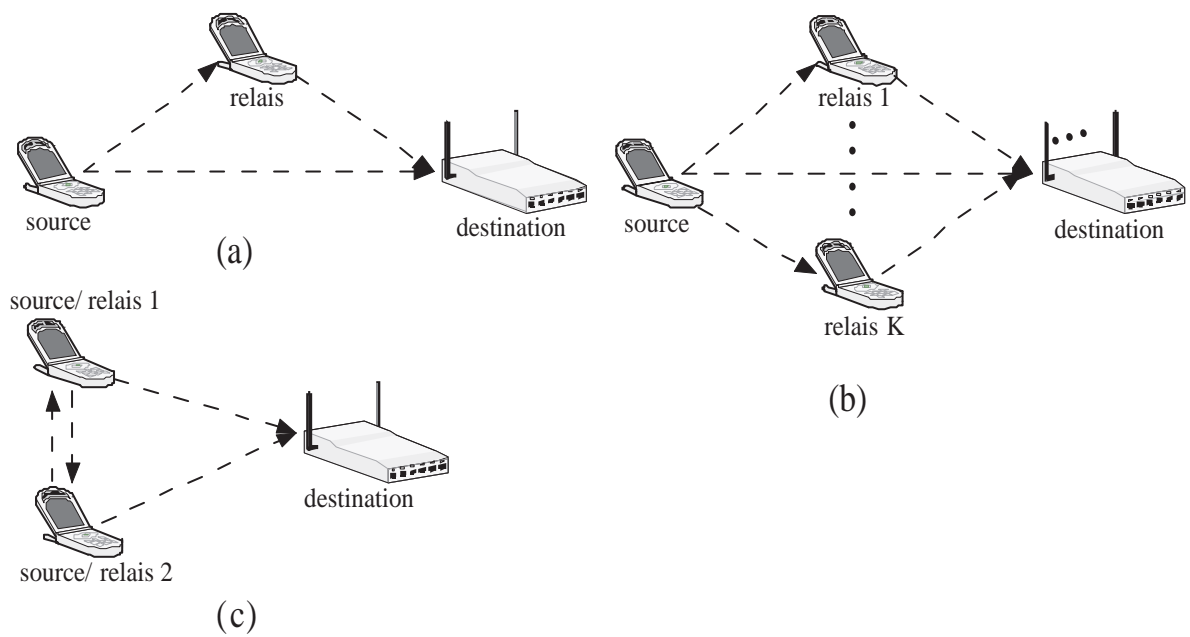 relais
source
destination
(a)
relais 1
source
destination
relais K
(b)
source/ relais 1
destination
source/ relais 2
(c)